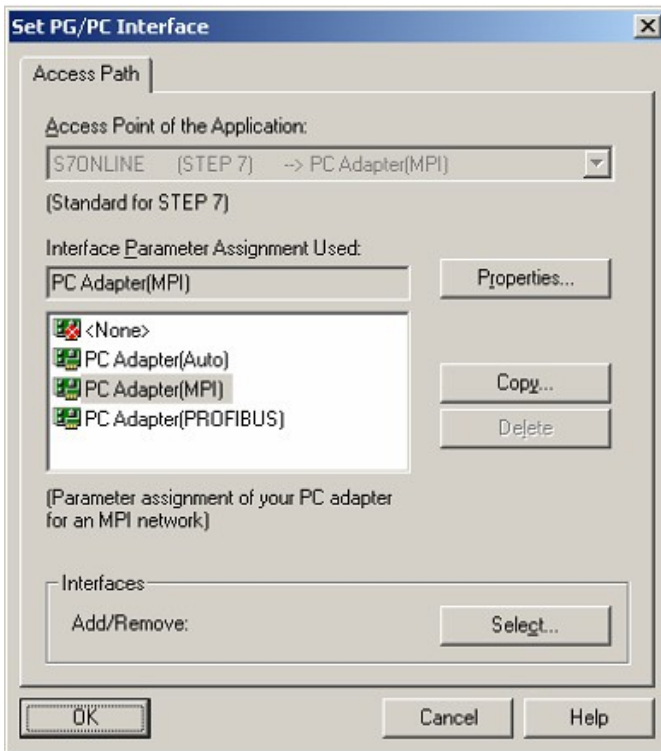 Set PG/PC Interface
Access Path
Access Point of the Application:
S7ONLINE (STEP 7) --> PC Adapter(MPI)
(Standard for STEP 7)
Interface Parameter Assignment Used:
PC Adapter(MPI)
Properties...
<None>
PC Adapter(Auto)
PC Adapter(MPI)
PC Adapter(PROFIBUS)
Copy...
Delete
(Parameter assignment of your PC adapter
for an MPI network)
Interfaces
Add/Remove:
Select...
OK
Cancel
Help